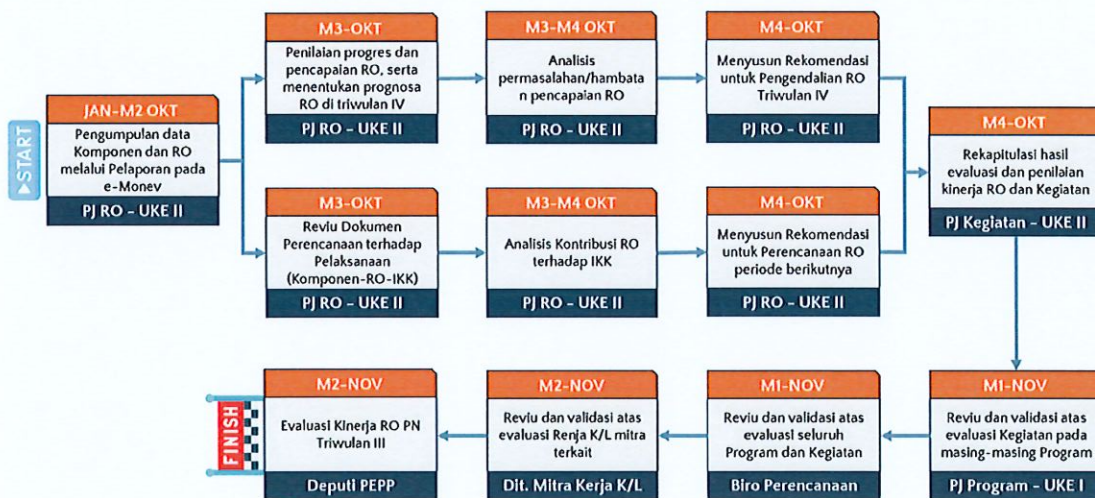 ►START
JAN-M2 OKT
Pengumpulan data
Komponen dan RO
melalui Pelaporan pada
e-Monev
PJ RO - UKE II
M3-OKT
Penilaian progres dan
pencapaian RO, serta
menentukan prognosa
RO di triwulan IV
PJ RO - UKE II
M3-M4 OKT
Analisis
permasalahan/hambata
n pencapaian RO
PJ RO - UKE II
M4-OKT
Menyusun Rekomendasi
untuk Pengendalian RO
Triwulan IV
PJ RO - UKE II
M3-OKT
Reviu Dokumen
Perencanaan terhadap
Pelaksanaan
(Komponen-RO-IKK)
PJ RO - UKE II
M3-M4 OKT
Analisis Kontribusi RO
terhadap IKK
PJ RO - UKE II
M4-OKT
Menyusun Rekomendasi
untuk Perencanaan RO
periode berikutnya
PJ RO - UKE II
M4-OKT
Rekapitulasi hasil
evaluasi dan penilaian
kinerja RO dan Kegiatan
PJ Kegiatan - UKE II
M1-NOV
Reviu dan validasi atas
evaluasi Kegiatan pada
masing-masing Program
PJ Program - UKE I
M1-NOV
Reviu dan validasi atas
evaluasi seluruh
Program dan Kegiatan
Biro Perencanaan
M2-NOV
Reviu dan validasi atas
evaluasi Renja K/L mitra
terkait
Dit. Mitra Kerja K/L
M2-NOV
Evaluasi Kinerja RO PN
Triwulan III
Deputi PEPP
FINISH